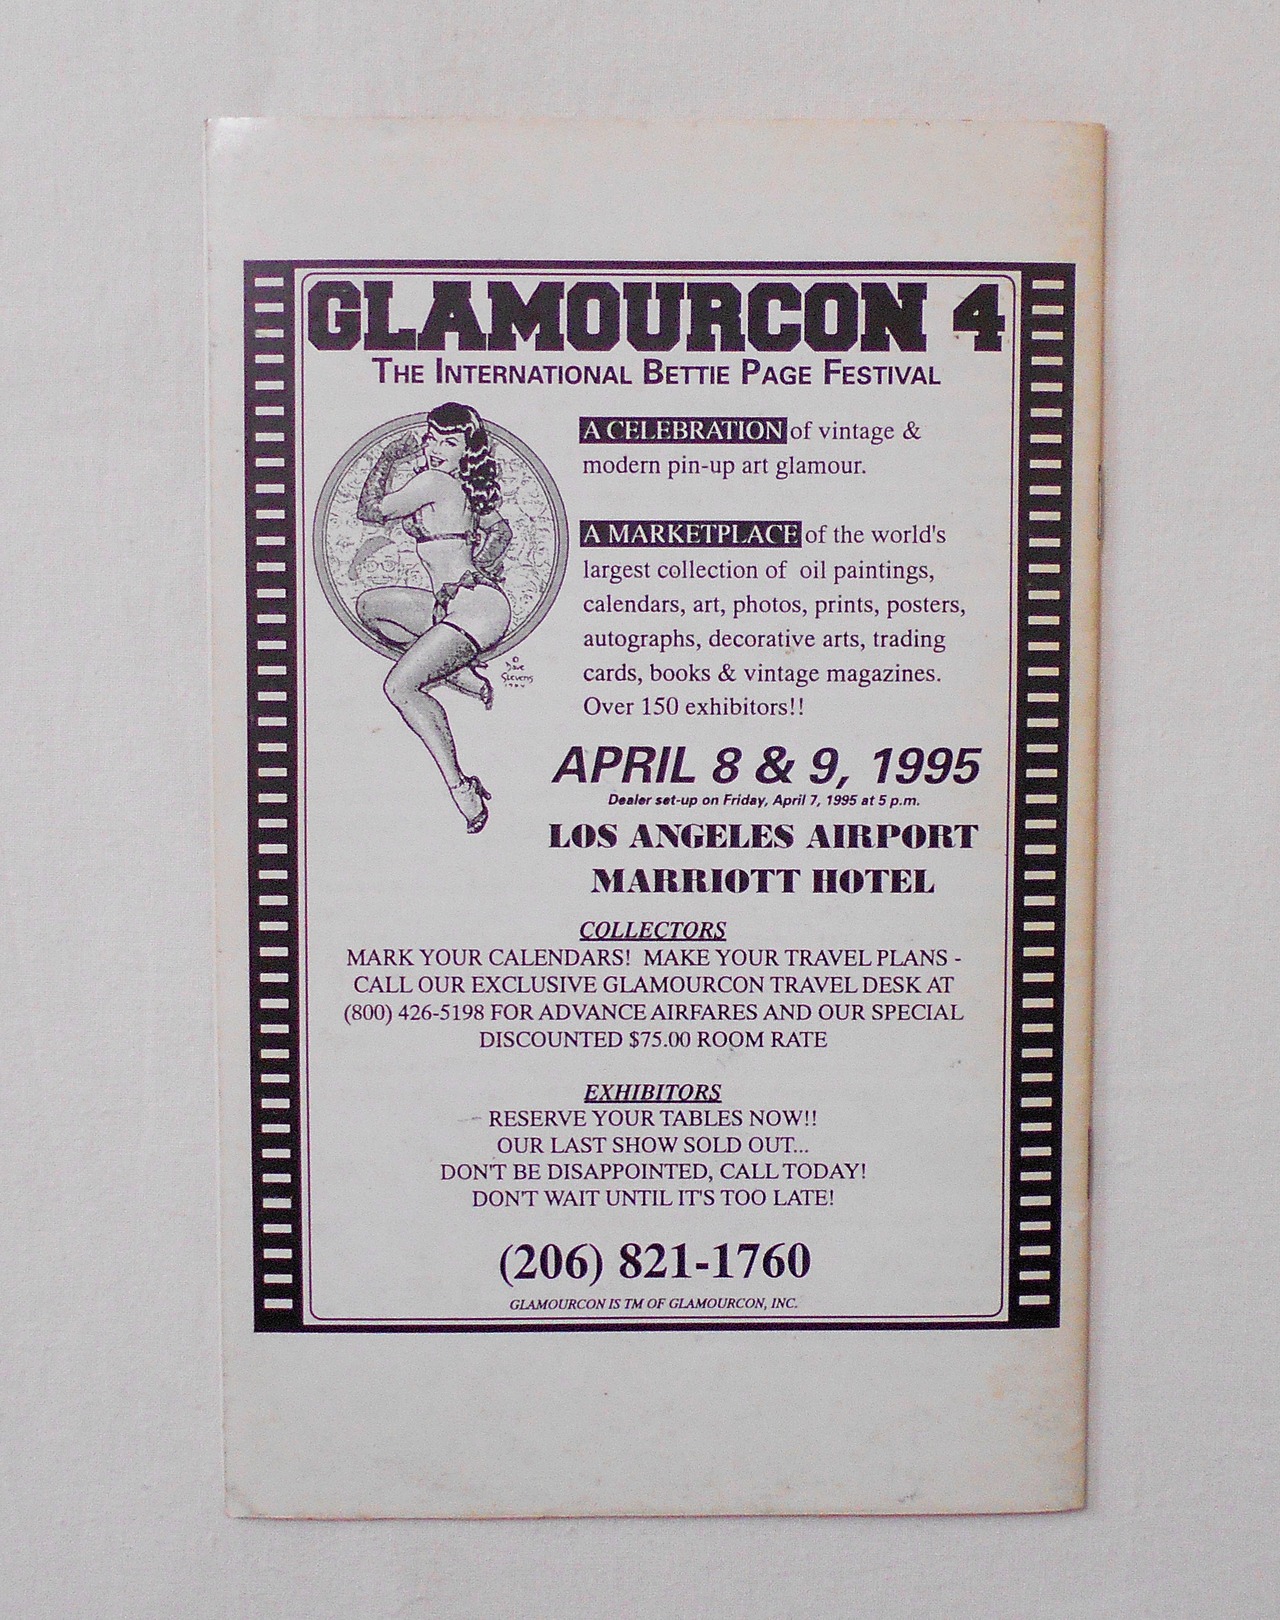 GLAMOURCON 4
THE INTERNATIONAL BETTIE PAGE FESTIVAL
A CELEBRATION of vintage &
modern pin-up art glamour.
A MARKETPLACE of the world's
largest collection of oil paintings,
calendars, art, photos, prints, posters,
autographs, decorative arts, trading
cards, books & vintage magazines.
Over 150 exhibitors!!
©
Dave
Stevens
APRIL 8 & 9, 1995
Dealer set-up on Friday, April 7, 1995 at 5 p.m.
LOS ANGELES AIRPORT
MARRIOTT HOTEL
COLLECTORS
MARK YOUR CALENDARS! MAKE YOUR TRAVEL PLANS -
CALL OUR EXCLUSIVE GLAMOURCON TRAVEL DESK AT
(800) 426-5198 FOR ADVANCE AIRFARES AND OUR SPECIAL
DISCOUNTED $75.00 ROOM RATE
EXHIBITORS
RESERVE YOUR TABLES NOW!!
OUR LAST SHOW SOLD OUT...
DON'T BE DISAPPOINTED, CALL TODAY!
DON'T WAIT UNTIL IT'S TOO LATE!
(206) 821-1760
GLAMOURCON IS TM OF GLAMOURCON, INC.